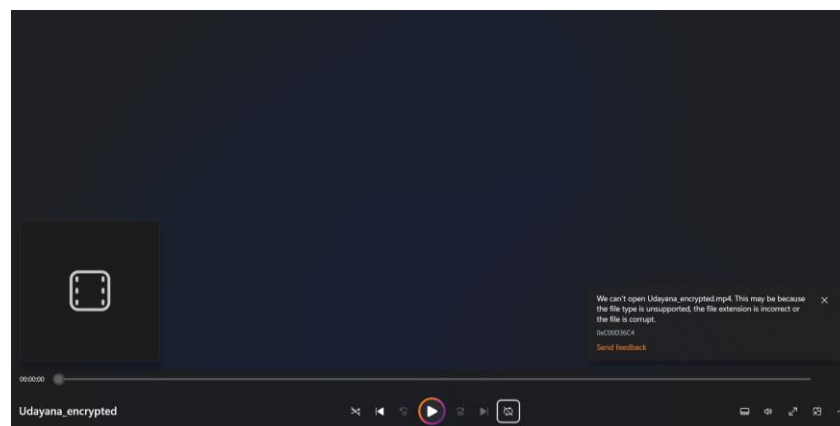 We can't open Udayana_encrypted.mp4. This may be because
the file type is unsupported, the file extension is incorrect or
the file is corrupt.
0xC00D36C4
Send feedback
00:00:00
Udayana_encrypted